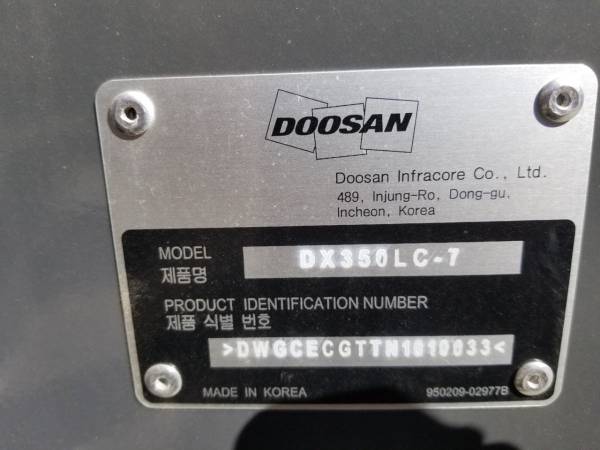 DOOSAN
Doosan Infracore Co., Ltd.
489, Injung-Ro, Dong-gu,
Incheon, Korea
MODEL
제품명
DX350LC-7
PRODUCT IDENTIFICATION NUMBER
제품 식별 번호
>DWGCECGTTN1010033<
MADE IN KOREA
950209-02977B